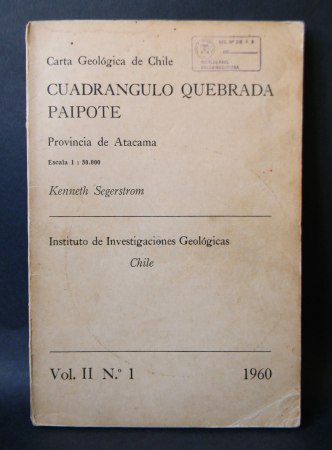 Carta Geológica de Chile
CUADRANGULO QUEBRADA
PAIPOTE
Provincia de Atacama
Escala 1 : 50.000
Kenneth Segerstrom
Instituto de Investigaciones Geológicas
Chile
Vol. II N.º 1
1960